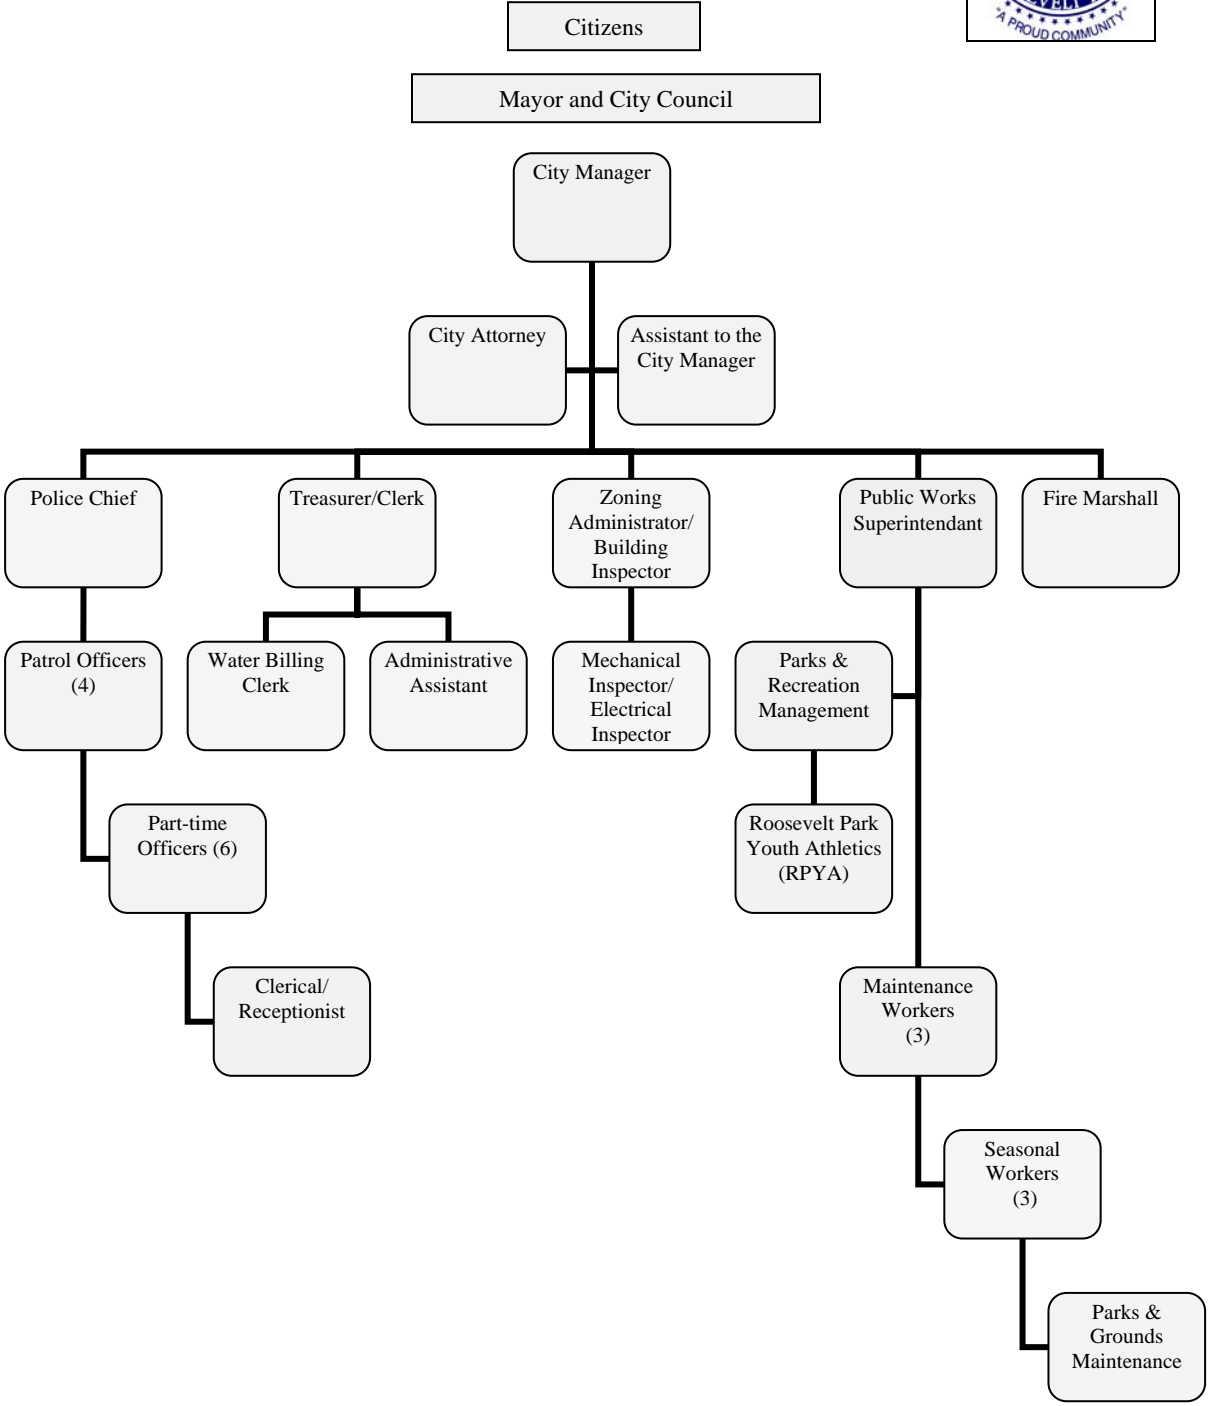 "A PROUD COMMUNITY"
Citizens
Mayor and City Council
City Manager
City Attorney
Assistant to the
City Manager
Police Chief
Treasurer/Clerk
Zoning
Administrator/
Building
Inspector
Public Works
Superintendant
Fire Marshall
Patrol Officers
(4)
Water Billing
Clerk
Administrative
Assistant
Mechanical
Inspector/
Electrical
Inspector
Parks &
Recreation
Management
Part-time
Officers (6)
Roosevelt Park
Youth Athletics
(RPYA)
Clerical/
Receptionist
Maintenance
Workers
(3)
Seasonal
Workers
(3)
Parks &
Grounds
Maintenance